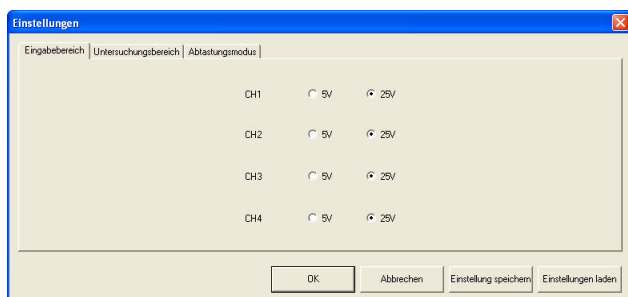 Einstellungen
Eingabebereich Untersuchungsbereich Abtastungsmodus
CH1 5V 25V
CH2 5V 25V
CH3 5V 25V
CH4 5V 25V
OK Abbrechen Einstellung speichern Einstellungen laden